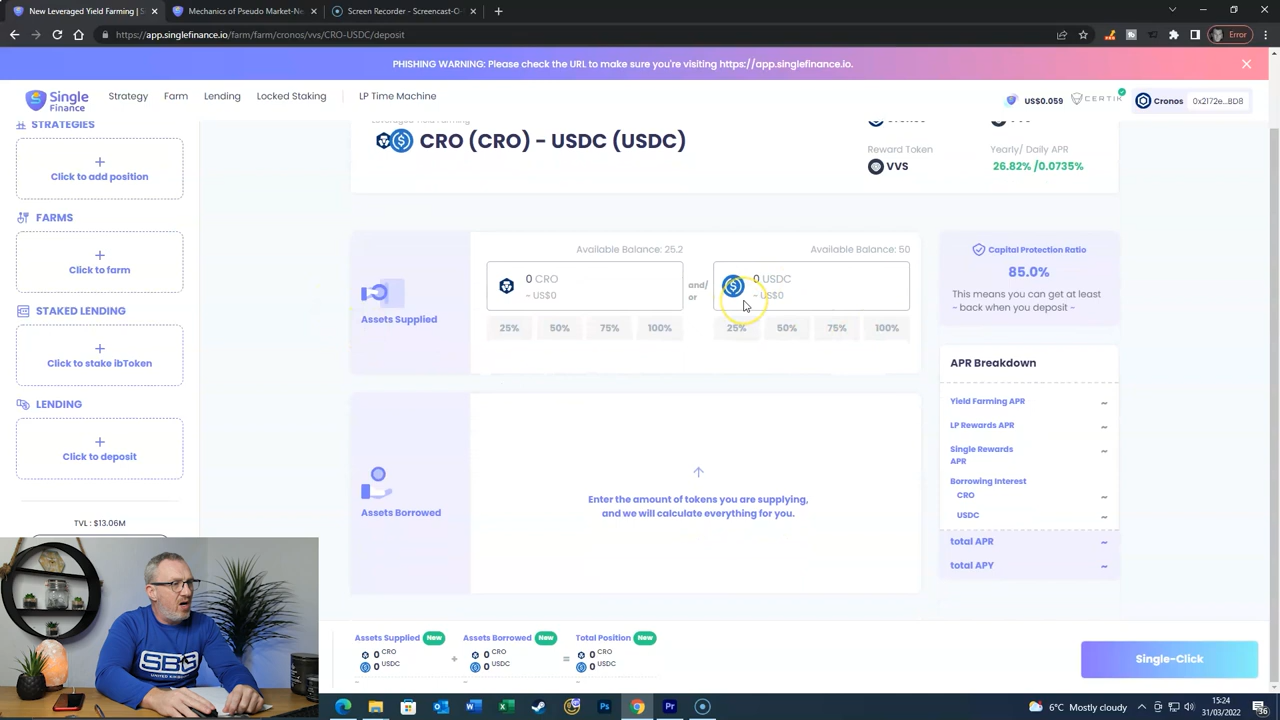 New Leveraged Yield Farming | S
Mechanics of Pseudo Market-Ne
Screen Recorder - Screencast-O
https://app.singlefinance.io/farm/farm/cronos/vvs/CRO-USDC/deposit
Error
PHISHING WARNING: Please check the URL to make sure you're visiting https://app.singlefinance.io.
Single Finance
Strategy
Farm
Lending
Locked Staking
LP Time Machine
US$0.059
CERTIK
Cronos
0x2172e...8D8
STRATEGIES
Click to add position
FARMS
Click to farm
STAKED LENDING
Click to stake ibToken
LENDING
Click to deposit
TVL : $13.06M
CRO (CRO) - USDC (USDC)
Reward Token
VVS
Yearly/ Daily APR
26.82% /0.0735%
Assets Supplied
Available Balance: 25.2
0 CRO
~ US$0
25% 50% 75% 100%
and/
or
Available Balance: 50
0 USDC
~ US$0
25% 50% 75% 100%
Assets Borrowed
Enter the amount of tokens you are supplying,
and we will calculate everything for you.
Capital Protection Ratio
85.0%
This means you can get at least
- back when you deposit -
APR Breakdown
Yield Farming APR ~
LP Rewards APR ~
Single Rewards
APR ~
Borrowing Interest
CRO ~
USDC ~
total APR ~
total APY ~
Assets Supplied New
0 CRO
0 USDC
+
Assets Borrowed New
0 CRO
0 USDC
=
Total Position New
0 CRO
0 USDC
Single-Click
SBG
UNITED KINGDOM
6°C Mostly cloudy
15:24
31/03/2022
36